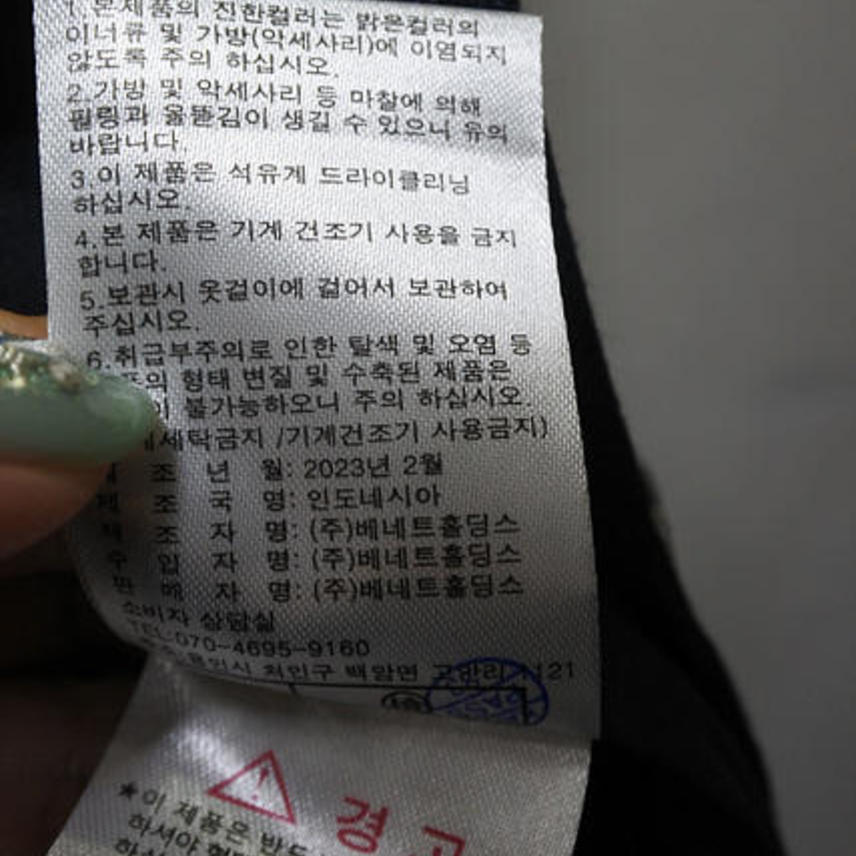 1.본제품의 진한컬러는 밝은컬러의
이너류 및 가방(악세사리)에 이염되지
않도록 주의 하십시오.
2.가방 및 악세사리 등 마찰에 의해
필링과 올뜯김이 생길 수 있으니 유의
바랍니다.
3.이 제품은 석유계 드라이클리닝
하십시오.
4.본 제품은 기계 건조기 사용을 금지
합니다.
5.보관시 옷걸이에 걸어서 보관하여
주십시오.
6.취급부주의로 인한 탈색 및 오염 등
형태 변질 및 수축된 제품은
불가능하오니 주의 하십시오.
/기계건조기 사용금지)
조 년 월: 2023년 2월
제 조 국 명: 인도네시아
제 조 자 명: (주)베네트홀딩스
수 입 자 명: (주)베네트홀딩스
판 매 자 명: (주)베네트홀딩스
소비자 상담실
TEL:070-4695-9160
처인구 백암면 1121
경 고
★이 제품은
하셔야